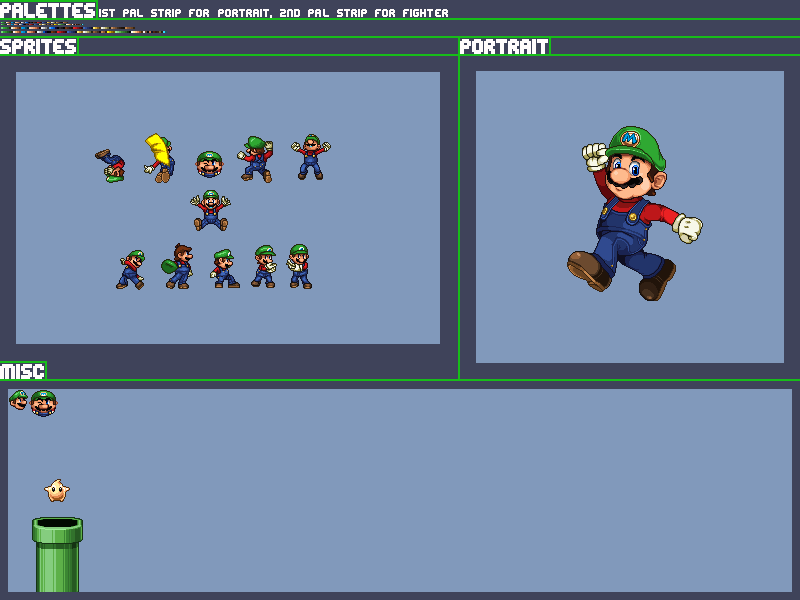 PALETTES 1ST PAL STRIP FOR PORTRAIT, 2ND PAL STRIP FOR FIGHTER
SPRITES
PORTRAIT
M
MISC